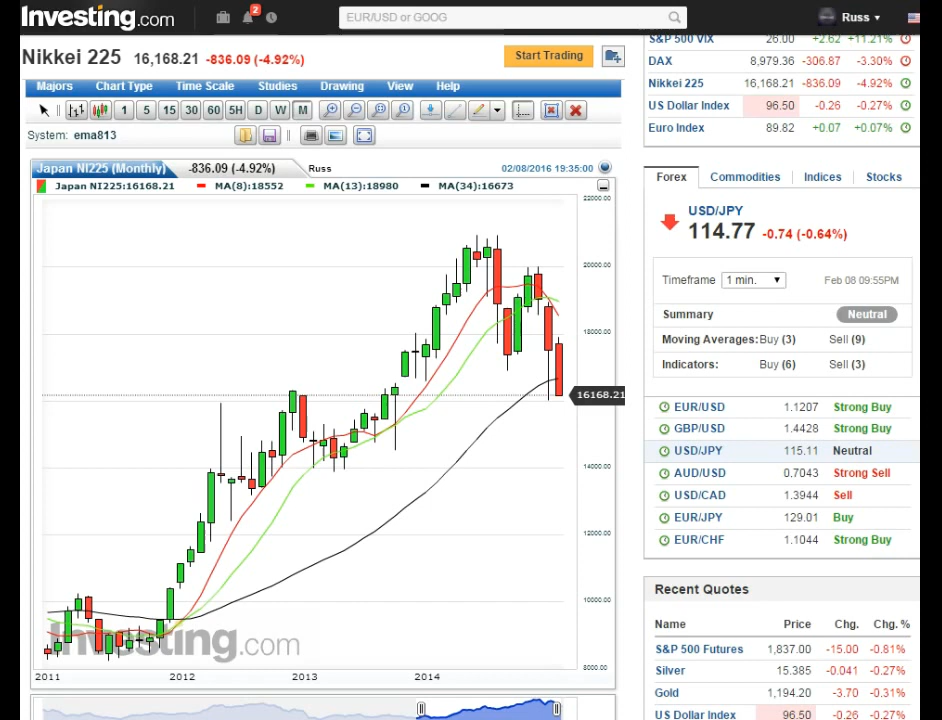 Investing.com
2
EUR/USD or GOOG
Russ
Nikkei 225 16,168.21 -836.09 (-4.92%)
Start Trading
Majors Chart Type Time Scale Studies Drawing View Help
1 5 15 30 60 5H D W M
System: ema813
Japan NI225 (Monthly) -836.09 (-4.92%) Russ 02/08/2016 19:35:00
Japan NI225:16168.21 MA(8):18552 MA(13):18980 MA(34):16673
22000.00
20000.00
18000.00
16168.21
14000.00
12000.00
10000.00
8000.00
Investing.com
2011 2012 2013 2014
S&P 500 VIX 26.00 +2.62 +11.21%
DAX 8,979.36 -306.87 -3.30%
Nikkei 225 16,168.21 -836.09 -4.92%
US Dollar Index 96.50 -0.26 -0.27%
Euro Index 89.82 +0.07 +0.07%
Forex Commodities Indices Stocks
USD/JPY
114.77 -0.74 (-0.64%)
Timeframe 1 min. Feb 08 09:55PM
Summary Neutral
Moving Averages: Buy (3) Sell (9)
Indicators: Buy (6) Sell (3)
EUR/USD 1.1207 Strong Buy
GBP/USD 1.4428 Strong Buy
USD/JPY 115.11 Neutral
AUD/USD 0.7043 Strong Sell
USD/CAD 1.3944 Sell
EUR/JPY 129.01 Buy
EUR/CHF 1.1044 Strong Buy
Recent Quotes
Name Price Chg. Chg. %
S&P 500 Futures 1,837.00 -15.00 -0.81%
Silver 15.385 -0.041 -0.27%
Gold 1,194.20 -3.70 -0.31%
US Dollar Index 96.50 -0.26 -0.27%